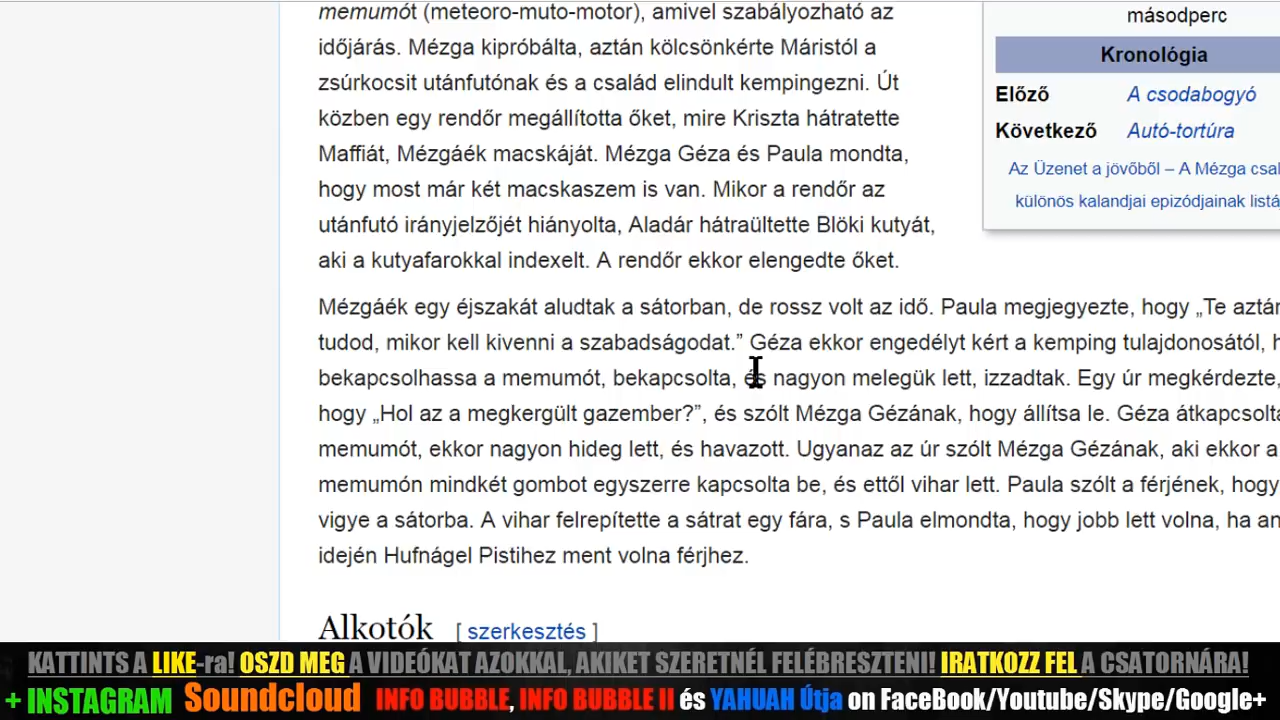 memumót (meteoro-muto-motor), amivel szabályozható az
időjárás. Mézga kipróbálta, aztán kölcsönkérte Máristól a
zsúrkocsit utánfutónak és a család elindult kempingezni. Út
közben egy rendőr megállította őket, mire Kriszta hátratette
Maffiát, Mézgáék macskáját. Mézga Géza és Paula mondta,
hogy most már két macskaszem is van. Mikor a rendőr az
utánfutó irányjelzőjét hiányolta, Aladár hátraültette Blöki kutyát,
aki a kutyafarokkal indexelt. A rendőr ekkor elengedte őket.
másodperc
Kronológia
Előző A csodabogyó
Következő Autó-tortúra
Az Üzenet a jövőből – A Mézga csal
különös kalandjai epizódjainak listá
Mézgáék egy éjszakát aludtak a sátorban, de rossz volt az idő. Paula megjegyezte, hogy „Te aztán
tudod, mikor kell kivenni a szabadságodat.” Géza ekkor engedélyt kért a kemping tulajdonosától, h
bekapcsolhassa a memumót, bekapcsolta, és nagyon melegük lett, izzadtak. Egy úr megkérdezte,
hogy „Hol az a megkergült gazember?”, és szólt Mézga Gézának, hogy állítsa le. Géza átkapcsolta
memumót, ekkor nagyon hideg lett, és havazott. Ugyanaz az úr szólt Mézga Gézának, aki ekkor a
memumón mindkét gombot egyszerre kapcsolta be, és ettől vihar lett. Paula szólt a férjének, hogy
vigye a sátorba. A vihar felrepítette a sátrat egy fára, s Paula elmondta, hogy jobb lett volna, ha an
idején Hufnágel Pistihez ment volna férjhez.
Alkotók [ szerkesztés ]
KATTINTS A LIKE-ra! OSZD MEG A VIDEÓKAT AZOKKAL, AKIKET SZERETNÉL FELÉBRESZTENI! IRATKOZZ FEL A CSATORNÁRA!
+ INSTAGRAM Soundcloud INFO BUBBLE, INFO BUBBLE II és YAHUAH Útja on FaceBook/Youtube/Skype/Google+